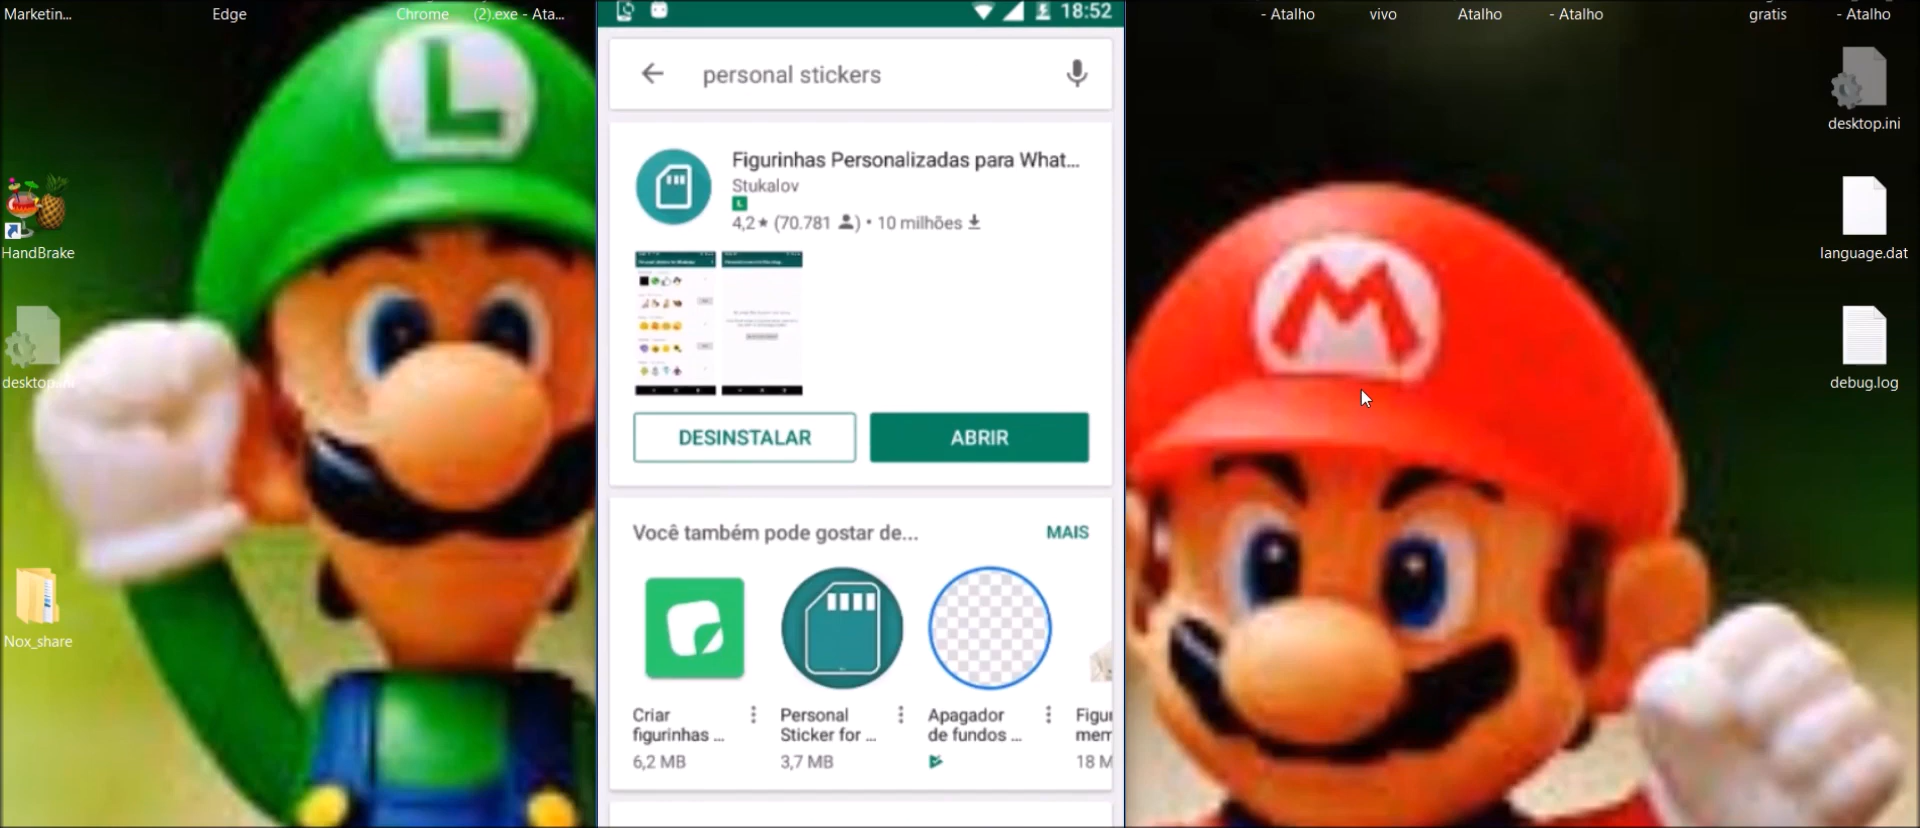 Marketin...
Edge
Chrome
(2).exe - Ata...
- Atalho
vivo
Atalho
- Atalho
gratis
- Atalho
HandBrake
Nox_share
desktop.ini
language.dat
debug.log
L
M
18:52
personal stickers
Figurinhas Personalizadas para What...
Stukalov
L
4,2★ (70.781 ) • 10 milhões
DESINSTALAR
ABRIR
Você também pode gostar de...
MAIS
Criar
figurinhas ...
6,2 MB
Personal
Sticker for ...
3,7 MB
Apagador
de fundos ...
Figu
mem
18 M